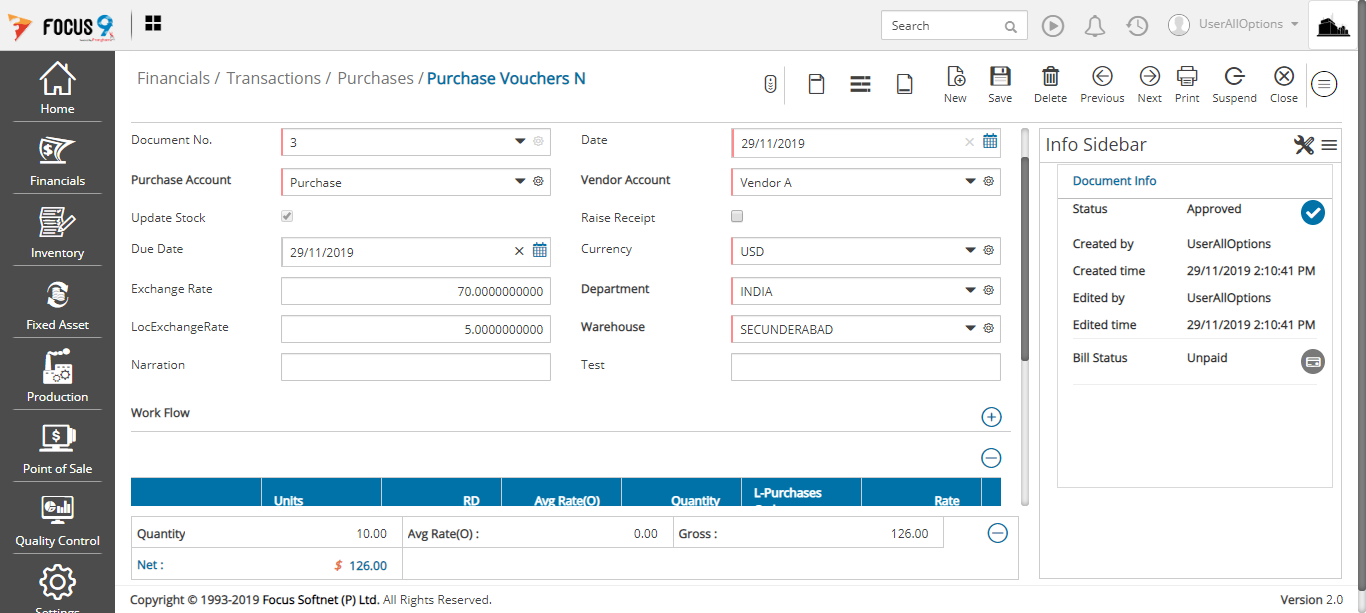 FOCUS 9
Search
UserAllOptions
Home
Financials
Inventory
Fixed Asset
Production
Point of Sale
Quality Control
Settings
Financials / Transactions / Purchases / Purchase Vouchers N
New Save Delete Previous Next Print Suspend Close
Document No. 3 Date 29/11/2019
Purchase Account Purchase Vendor Account Vendor A
Update Stock Raise Receipt
Due Date 29/11/2019 Currency USD
Exchange Rate 70.0000000000 Department INDIA
LocExchangeRate 5.0000000000 Warehouse SECUNDERABAD
Narration Test
Work Flow
Units RD Avg Rate(O) Quantity L-Purchases Rate
Quantity 10.00 Avg Rate(O) : 0.00 Gross : 126.00
Net : $ 126.00
Info Sidebar
Document Info
Status Approved
Created by UserAllOptions
Created time 29/11/2019 2:10:41 PM
Edited by UserAllOptions
Edited time 29/11/2019 2:10:41 PM
Bill Status Unpaid
Copyright © 1993-2019 Focus Softnet (P) Ltd. All Rights Reserved.
Version 2.0